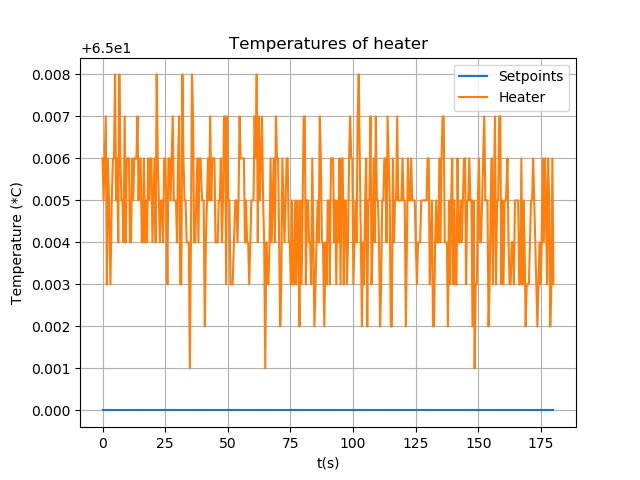 Temperatures of heater
+6.5e1
0.008
0.007
0.006
0.005
0.004
0.003
0.002
0.001
0.000
Temperature (*C)
Setpoints
Heater
0 25 50 75 100 125 150 175
t(s)